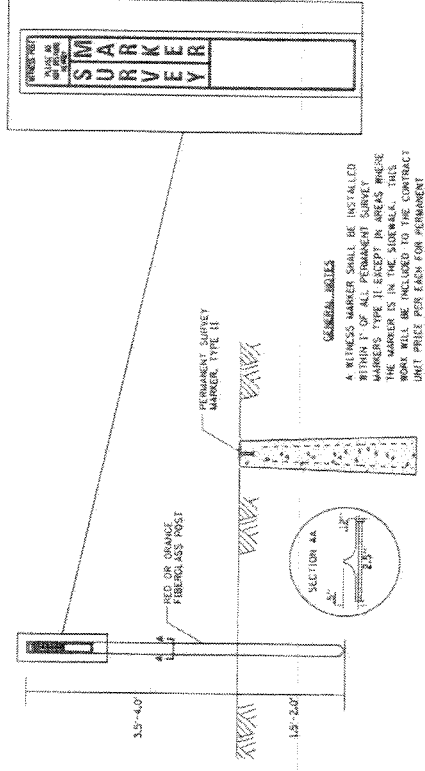 WITNESS POST
PLEASE DO
NOT DISTURB
NEARBY
SURVEY
MARKER
PERMANENT SURVEY
MARKER, TYPE II
RED OR ORANGE
FIBERGLASS POST
3.5'-4.0'
1.5'-2.0'
SECTION AA
GENERAL NOTES
A WITNESS MARKER SHALL BE INSTALLED
WITHIN 1' OF ALL PERMANENT SURVEY
MARKERS TYPE II EXCEPT IN AREAS WHERE
THE MARKER IS IN THE SIDEWALK. THIS
WORK WILL BE INCLUDED TO THE CONTRACT
UNIT PRICE PER EACH FOR PERMANENT